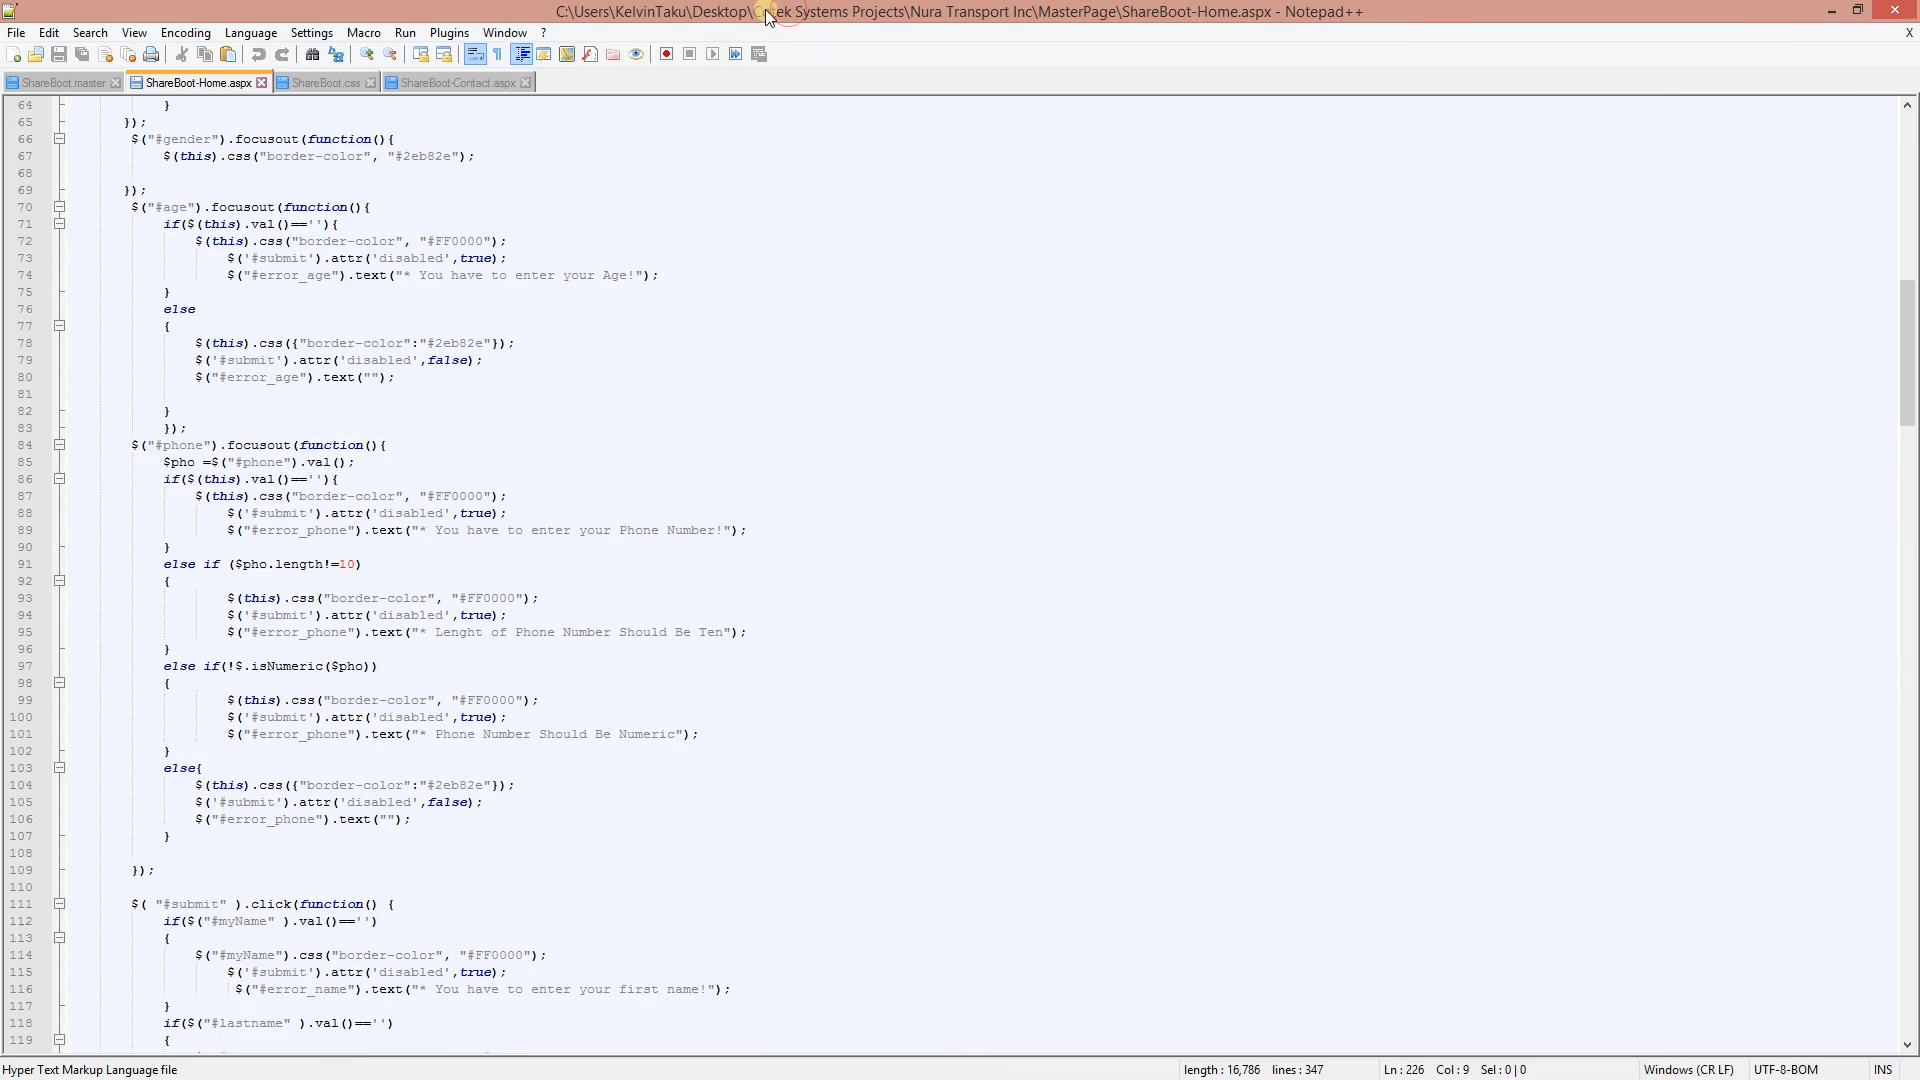 C:\Users\KelvinTaku\Desktop\ Systems Projects\Nura Transport Inc\MasterPage\ShareBoot-Home.aspx - Notepad++
File Edit Search View Encoding Language Settings Macro Run Plugins Window ? X
ShareBoot.master ShareBoot-Home.aspx ShareBoot.css ShareBoot-Contact.aspx
64 }
65 });
66 $("#gender").focusout(function(){
67 $(this).css("border-color", "#2eb82e");
68
69 });
70 $("#age").focusout(function(){
71 if($(this).val()==''){
72 $(this).css("border-color", "#FF0000");
73 $('#submit').attr('disabled',true);
74 $("#error_age").text("* You have to enter your Age!");
75 }
76 else
77 {
78 $(this).css({"border-color":"#2eb82e"});
79 $('#submit').attr('disabled',false);
80 $("#error_age").text("");
81
82 }
83 });
84 $("#phone").focusout(function(){
85 $pho =$("#phone").val();
86 if($(this).val()==''){
87 $(this).css("border-color", "#FF0000");
88 $('#submit').attr('disabled',true);
89 $("#error_phone").text("* You have to enter your Phone Number!");
90 }
91 else if ($pho.length!=10)
92 {
93 $(this).css("border-color", "#FF0000");
94 $('#submit').attr('disabled',true);
95 $("#error_phone").text("* Lenght of Phone Number Should Be Ten");
96 }
97 else if(!$.isNumeric($pho))
98 {
99 $(this).css("border-color", "#FF0000");
100 $('#submit').attr('disabled',true);
101 $("#error_phone").text("* Phone Number Should Be Numeric");
102 }
103 else{
104 $(this).css({"border-color":"#2eb82e"});
105 $('#submit').attr('disabled',false);
106 $("#error_phone").text("");
107 }
108
109 });
110
111 $( "#submit" ).click(function() {
112 if($("#myName" ).val()=='')
113 {
114 $("#myName").css("border-color", "#FF0000");
115 $('#submit').attr('disabled',true);
116 $("#error_name").text("* You have to enter your first name!");
117 }
118 if($("#lastname" ).val()=='')
119 {
Hyper Text Markup Language file length : 16,786 lines : 347 Ln : 226 Col : 9 Sel : 0 | 0 Windows (CR LF) UTF-8-BOM INS